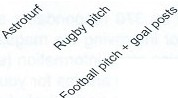 Astroturf
Rugby pitch
Football pitch + goal posts